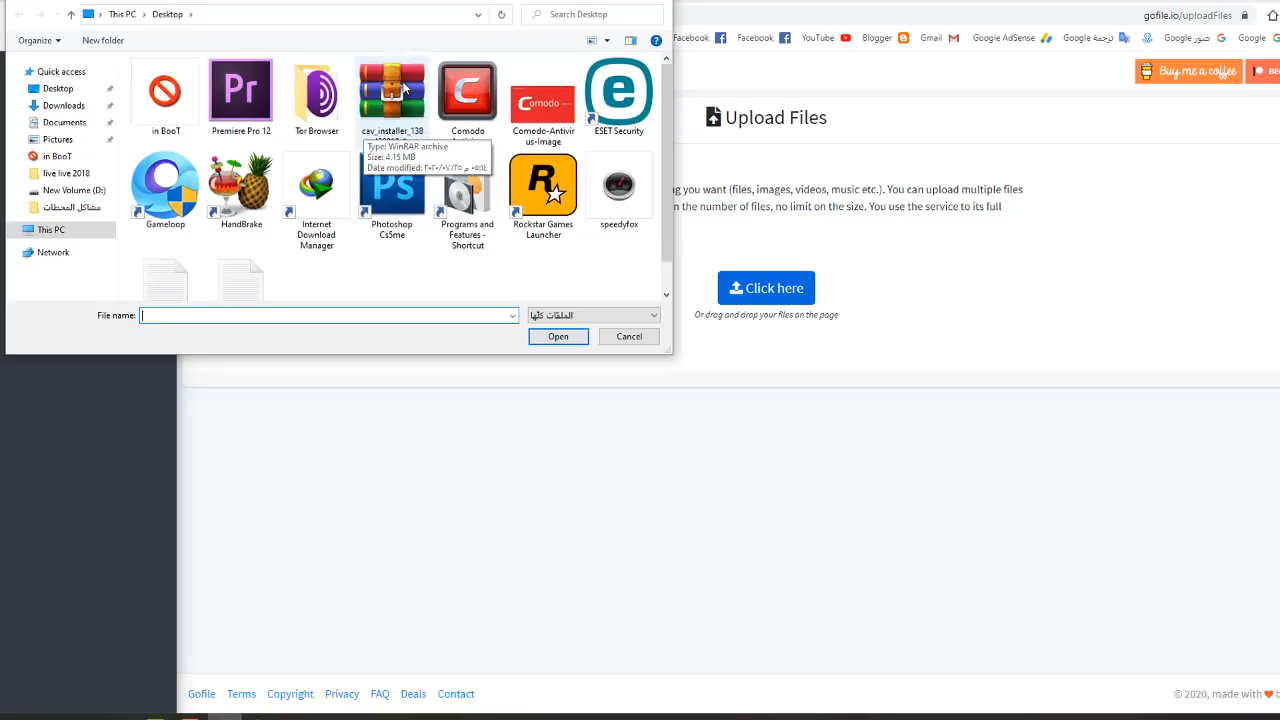 This PC > Desktop >
Search Desktop
gofile.io/uploadFiles
Organize
New folder
Facebook
Facebook
YouTube
Blogger
Gmail
Google AdSense
ترجمة Google
صور Google
Google
Buy me a coffee
Quick access
Desktop
Downloads
Documents
Pictures
in BooT
live live 2018
New Volume (D:)
مشاكل المحطات
This PC
Network
in BooT
Pr
Premiere Pro 12
Tor Browser
cav_installer_138
C
Comodo
Comodo
Comodo-Antivirus-Image
e
ESET Security
Type: WinRAR archive
Size: 4.15 MB
Date modified:
Gameloop
HandBrake
Internet Download Manager
Ps
Photoshop Cs5me
Programs and Features - Shortcut
R
Rockstar Games Launcher
speedyfox
File name:
الملفات كلّها
Open
Cancel
Upload Files
you want (files, images, videos, music etc.). You can upload multiple files
n the number of files, no limit on the size. You use the service to its full
Click here
Or drag and drop your files on the page
Gofile
Terms
Copyright
Privacy
FAQ
Deals
Contact
© 2020, made with